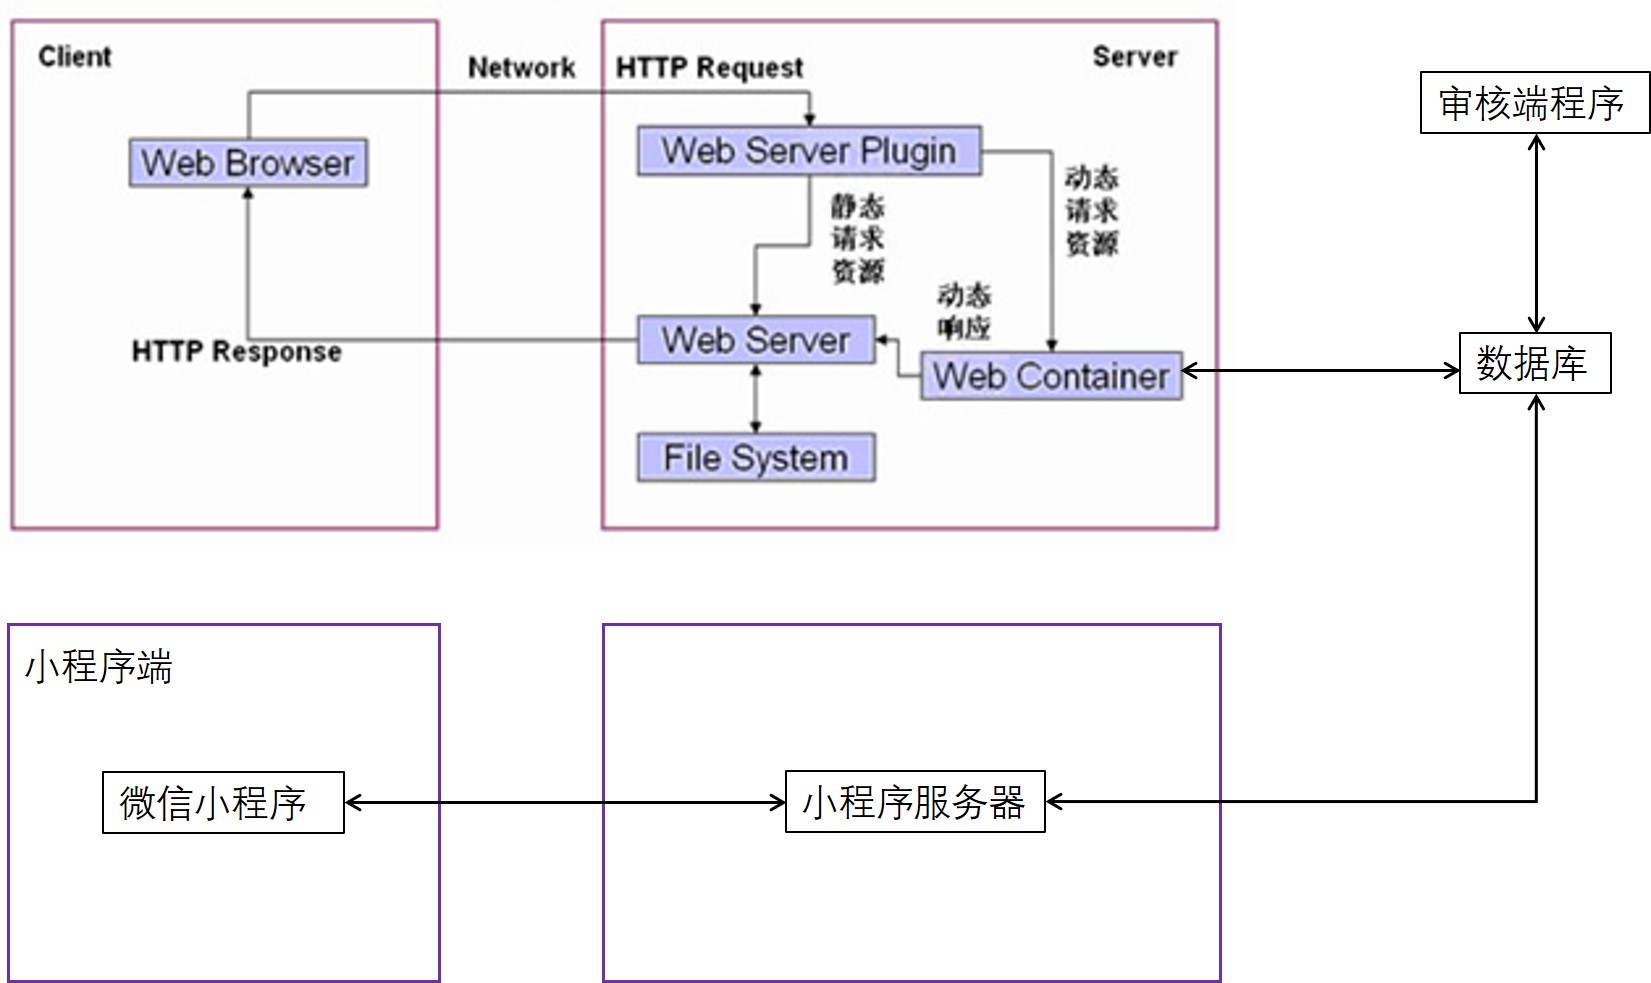 Client
Network
HTTP Request
Server
Web Browser
Web Server Plugin
静态
请求
资源
动态
请求
资源
动态
响应
HTTP Response
Web Server
Web Container
File System
审核端程序
数据库
小程序端
微信小程序
小程序服务器